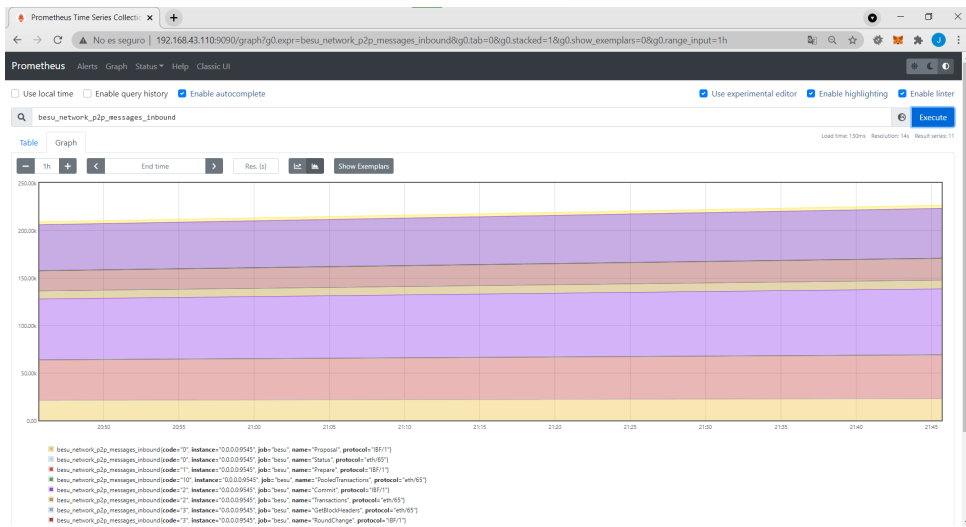 Prometheus Time Series Collectio
No es seguro | 192.168.43.110:9090/graph?g0.expr=besu_network_p2p_messages_inbound&g0.tab=0&g0.stacked=1&g0.show_exemplars=0&g0.range_input=1h
J
Prometheus Alerts Graph Status Help Classic UI
Use local time Enable query history Enable autocomplete Use experimental editor Enable highlighting Enable linter
besu_network_p2p_messages_inbound Execute
Load time: 130ms Resolution: 14s Result series: 11
Table Graph
1h End time Res. (s) Show Exemplars
250.00k
200.00k
150.00k
100.00k
50.00k
0.00
20:50 20:55 21:00 21:05 21:10 21:15 21:20 21:25 21:30 21:35 21:40 21:45
besu_network_p2p_messages_inbound{code="0", instance="0.0.0.0:9545", job="besu", name="Proposal", protocol="IBF/1"}
besu_network_p2p_messages_inbound{code="0", instance="0.0.0.0:9545", job="besu", name="Status", protocol="eth/65"}
besu_network_p2p_messages_inbound{code="1", instance="0.0.0.0:9545", job="besu", name="Prepare", protocol="IBF/1"}
besu_network_p2p_messages_inbound{code="10", instance="0.0.0.0:9545", job="besu", name="PooledTransactions", protocol="eth/65"}
besu_network_p2p_messages_inbound{code="2", instance="0.0.0.0:9545", job="besu", name="Commit", protocol="IBF/1"}
besu_network_p2p_messages_inbound{code="2", instance="0.0.0.0:9545", job="besu", name="Transactions", protocol="eth/65"}
besu_network_p2p_messages_inbound{code="3", instance="0.0.0.0:9545", job="besu", name="GetBlockHeaders", protocol="eth/65"}
besu_network_p2p_messages_inbound{code="3", instance="0.0.0.0:9545", job="besu", name="RoundChange", protocol="IBF/1"}